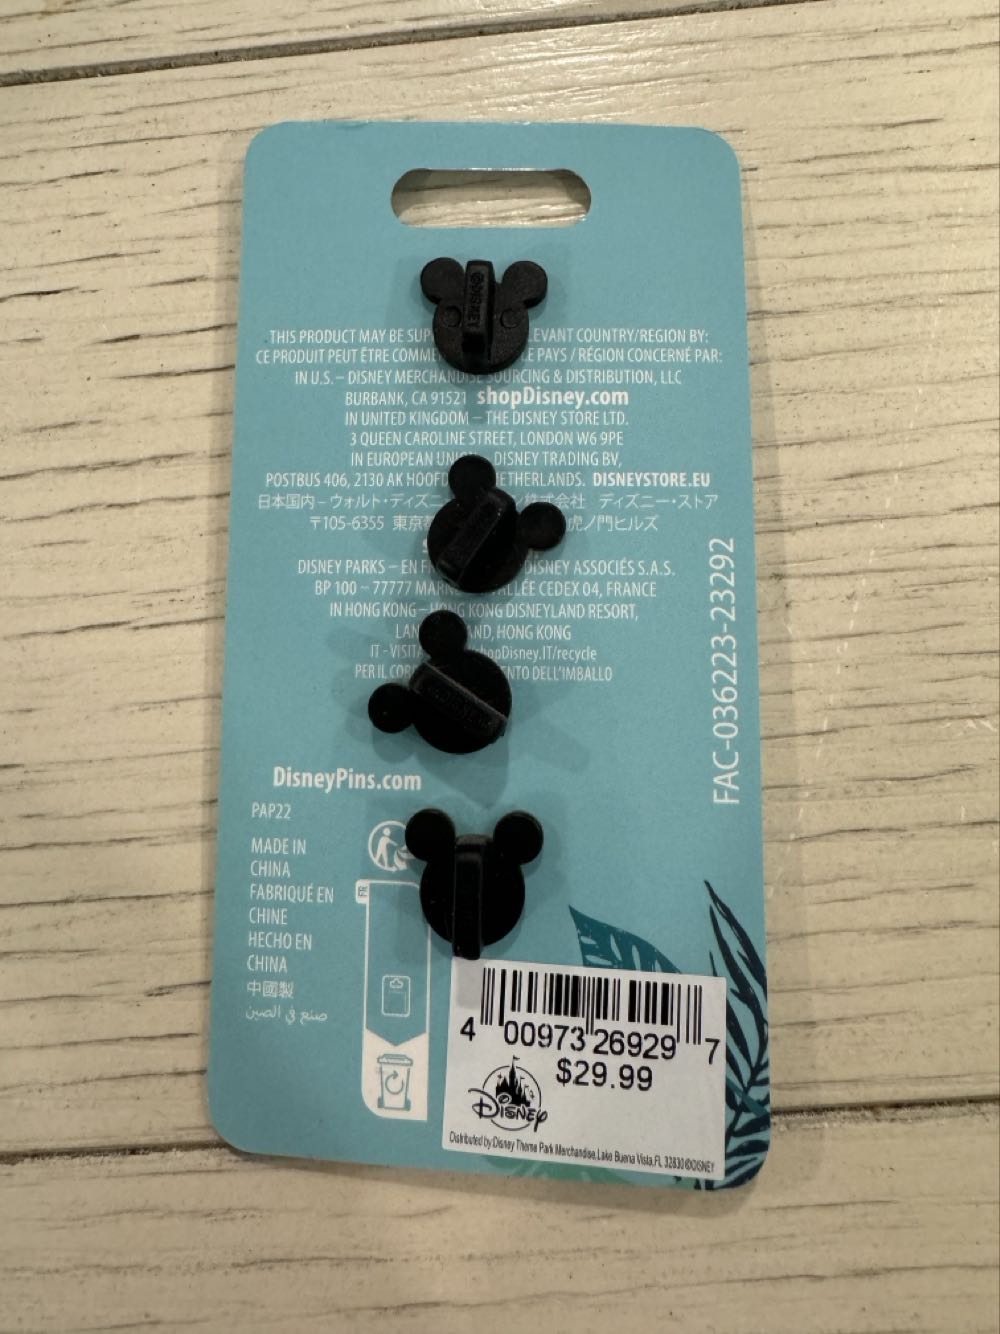 ©DISNEY
THIS PRODUCT MAY BE SUP EVANT COUNTRY/REGION BY:
CE PRODUIT PEUT ÊTRE COMME CE PAYS / RÉGION CONCERNÉ PAR:
IN U.S. – DISNEY MERCHANDISE SOURCING & DISTRIBUTION, LLC
BURBANK, CA 91521 shopDisney.com
IN UNITED KINGDOM – THE DISNEY STORE LTD.
3 QUEEN CAROLINE STREET, LONDON W6 9PE
IN EUROPEAN UNION – DISNEY TRADING BV,
POSTBUS 406, 2130 AK HOOFD ETHERLANDS. DISNEYSTORE.EU
日本国内 – ウォルト・ディズニ 株式会社 ディズニー・ストア
〒105-6355 東京 虎ノ門ヒルズ
DISNEY PARKS – EN F DISNEY ASSOCIÉS S.A.S.
BP 100 – 77777 MARN VALLÉE CEDEX 04, FRANCE
IN HONG KONG – HONG KONG DISNEYLAND RESORT,
LAN AND, HONG KONG
IT - VISITA shopDisney.IT/recycle
PER IL COR NTO DELL'IMBALLO
FAC-036223-23292
DisneyPins.com
PAP22
MADE IN
CHINA
FABRIQUÉ EN
CHINE
HECHO EN
CHINA
中國製
صنع في الصين
FR
4 00973 26929 7
$29.99
Disney
Distributed by Disney Theme Park Merchandise, Lake Buena Vista, FL 32830 ©DISNEY